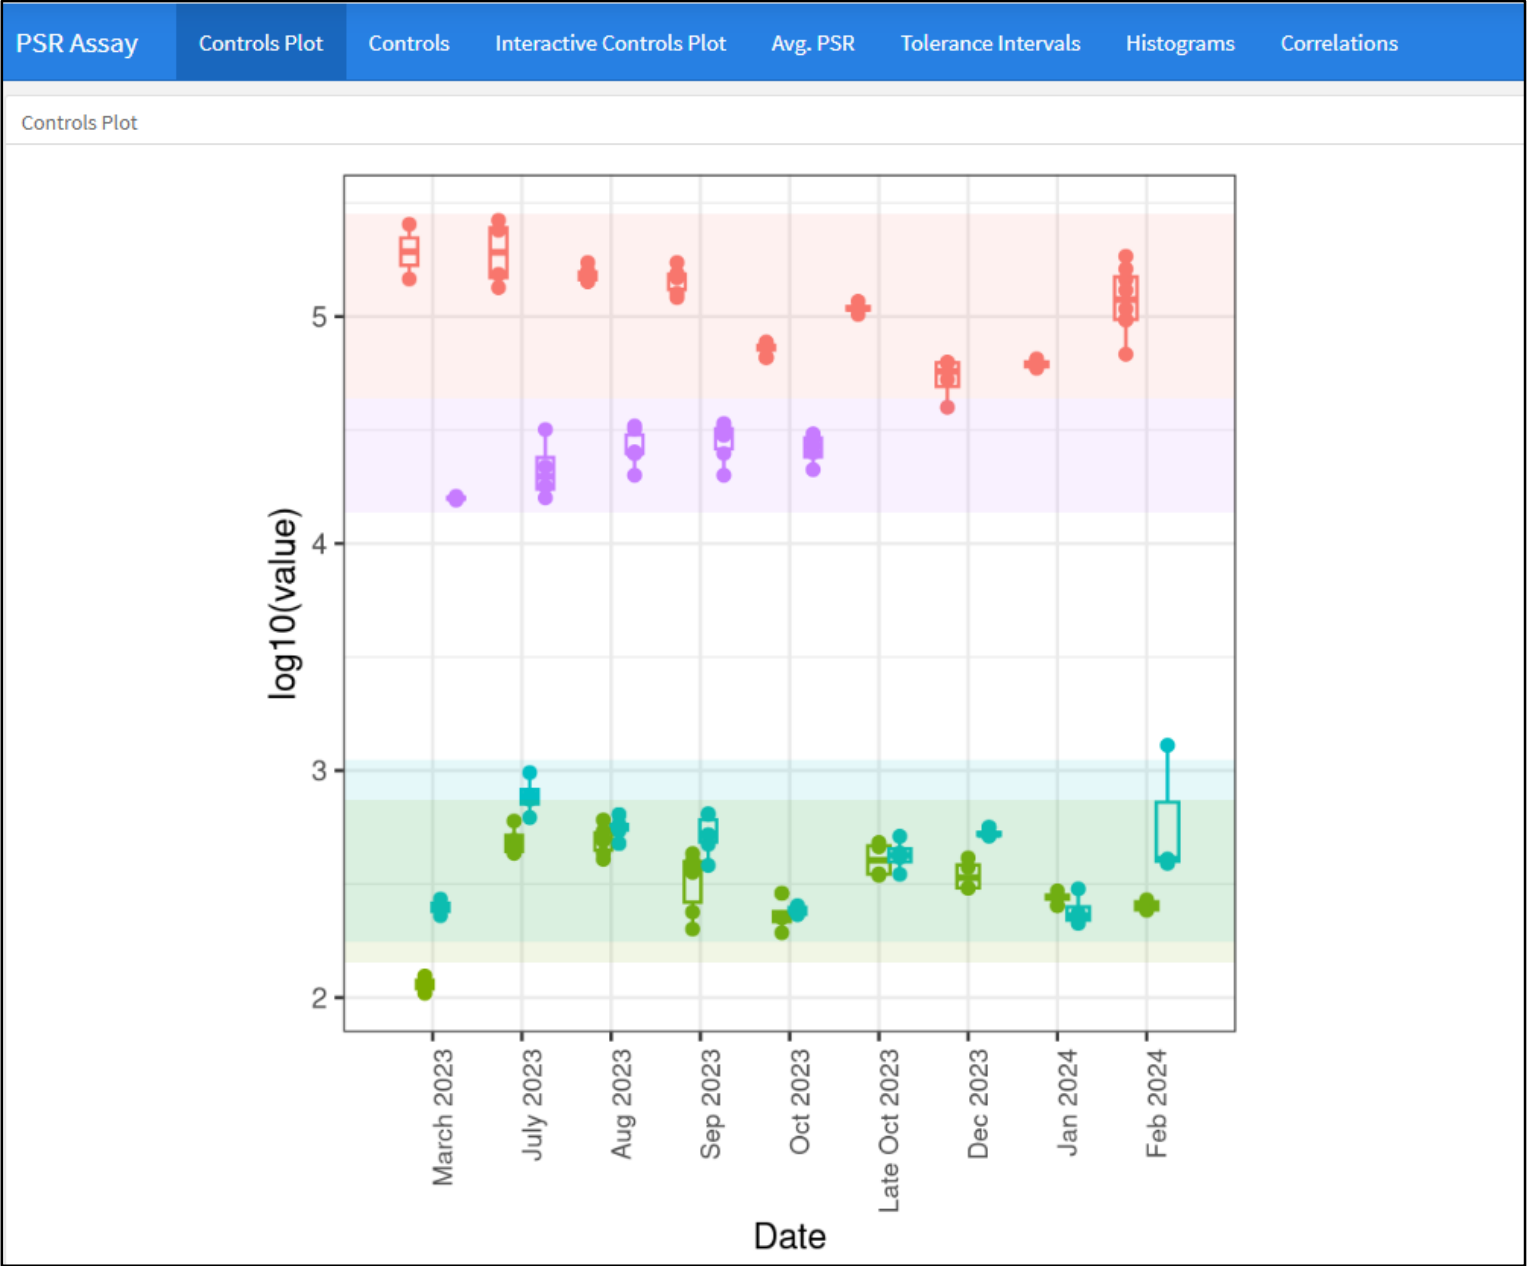 PSR Assay Controls Plot Controls Interactive Controls Plot Avg. PSR Tolerance Intervals Histograms Correlations
Controls Plot
log10(value)
5
4
3
2
March 2023
July 2023
Aug 2023
Sep 2023
Oct 2023
Late Oct 2023
Dec 2023
Jan 2024
Feb 2024
Date